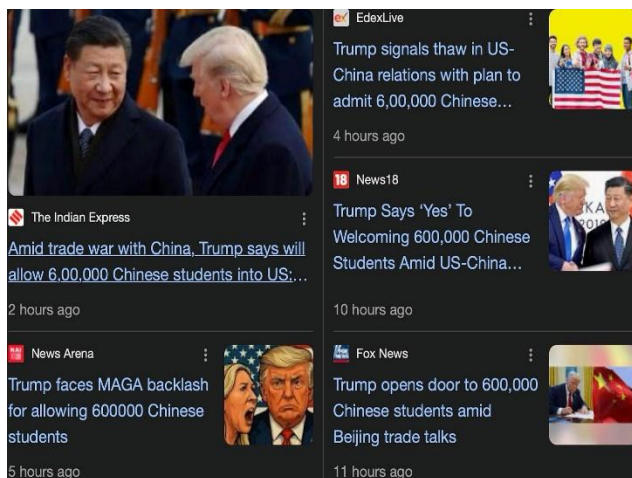 The Indian Express
Amid trade war with China, Trump says will
allow 6,00,000 Chinese students into US:...
2 hours ago
News Arena
Trump faces MAGA backlash
for allowing 600000 Chinese
students
5 hours ago
EdexLive
Trump signals thaw in US-
China relations with plan to
admit 6,00,000 Chinese...
4 hours ago
18 News18
Trump Says ‘Yes’ To
Welcoming 600,000 Chinese
Students Amid US-China...
10 hours ago
Fox News
Trump opens door to 600,000
Chinese students amid
Beijing trade talks
11 hours ago